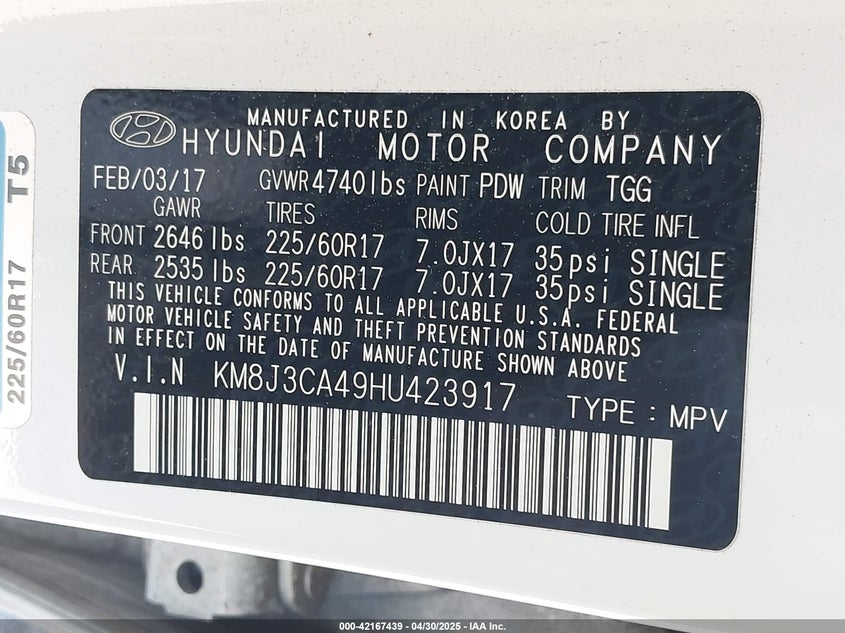 MANUFACTURED IN KOREA BY
HYUNDAI MOTOR COMPANY
FEB/03/17 GVWR 4740lbs PAINT PDW TRIM TGG
GAWR TIRES RIMS COLD TIRE INFL
FRONT 2646 lbs 225/60R17 7.0JX17 35psi SINGLE
REAR 2535 lbs 225/60R17 7.0JX17 35psi SINGLE
THIS VEHICLE CONFORMS TO ALL APPLICABLE U.S.A. FEDERAL
MOTOR VEHICLE SAFETY AND THEFT PREVENTION STANDARDS
IN EFFECT ON THE DATE OF MANUFACTURE SHOWN ABOVE
V.I.N KM8J3CA49HU423917 TYPE : MPV
225/60R17 T5
000-42167439 - 04/30/2025 - IAA Inc.